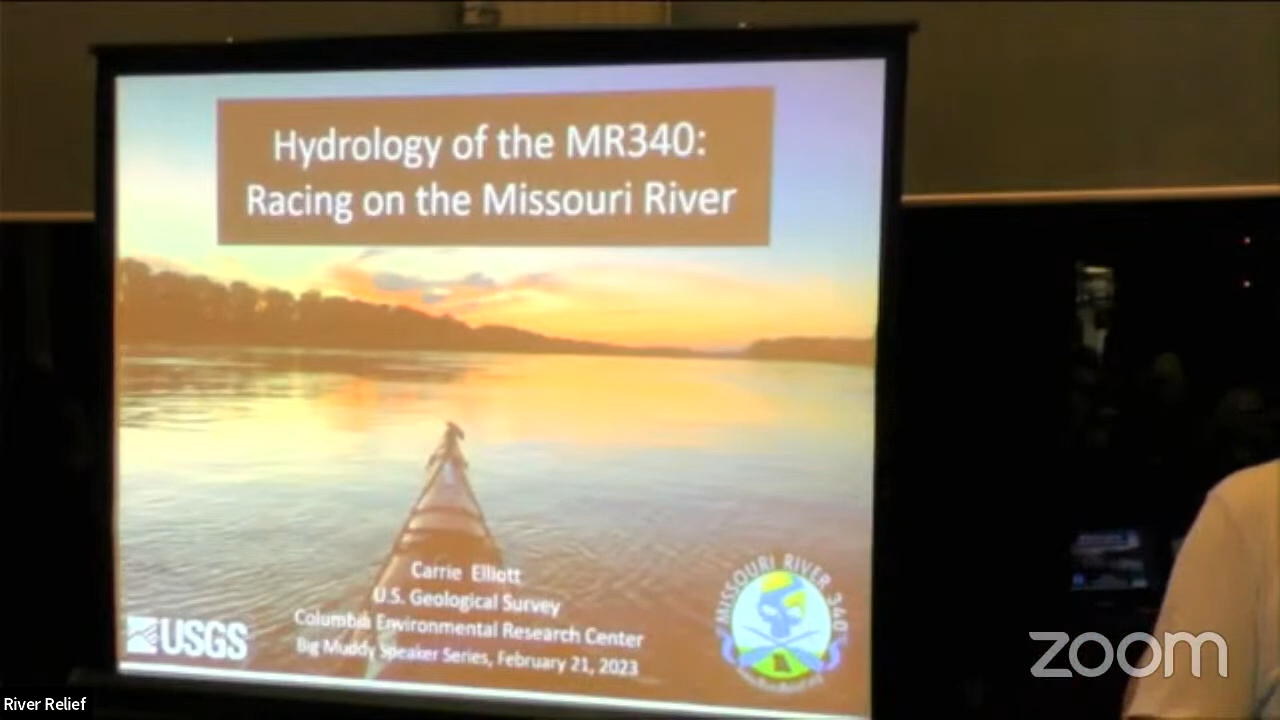 Hydrology of the MR340:
Racing on the Missouri River
Carrie Elliott
U.S. Geological Survey
Columbia Environmental Research Center
Big Muddy Speaker Series, February 21, 2023
USGS
MISSOURI RIVER 340
zoom
River Relief